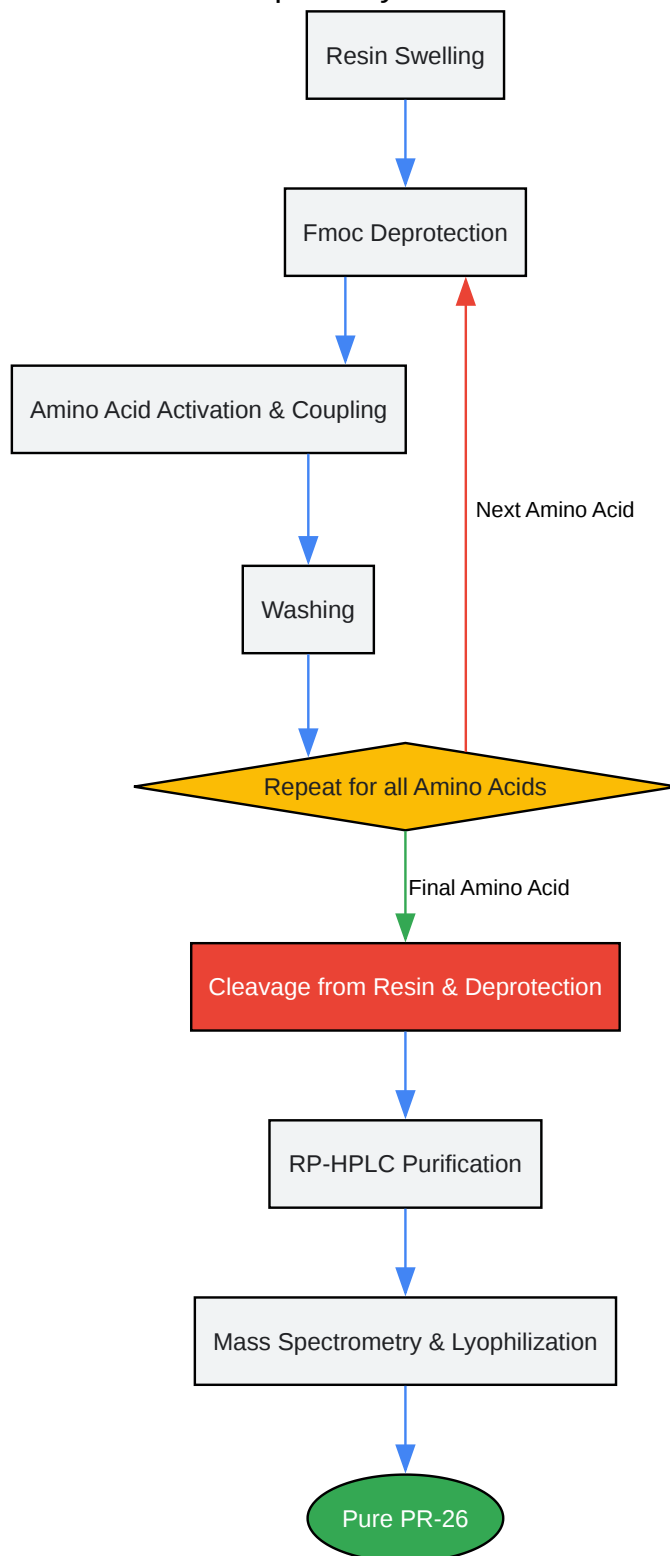 Resin Swelling
Fmoc Deprotection
Amino Acid Activation & Coupling
Next Amino Acid
Washing
Repeat for all Amino Acids
Final Amino Acid
Cleavage from Resin & Deprotection
RP-HPLC Purification
Mass Spectrometry & Lyophilization
Pure PR-26